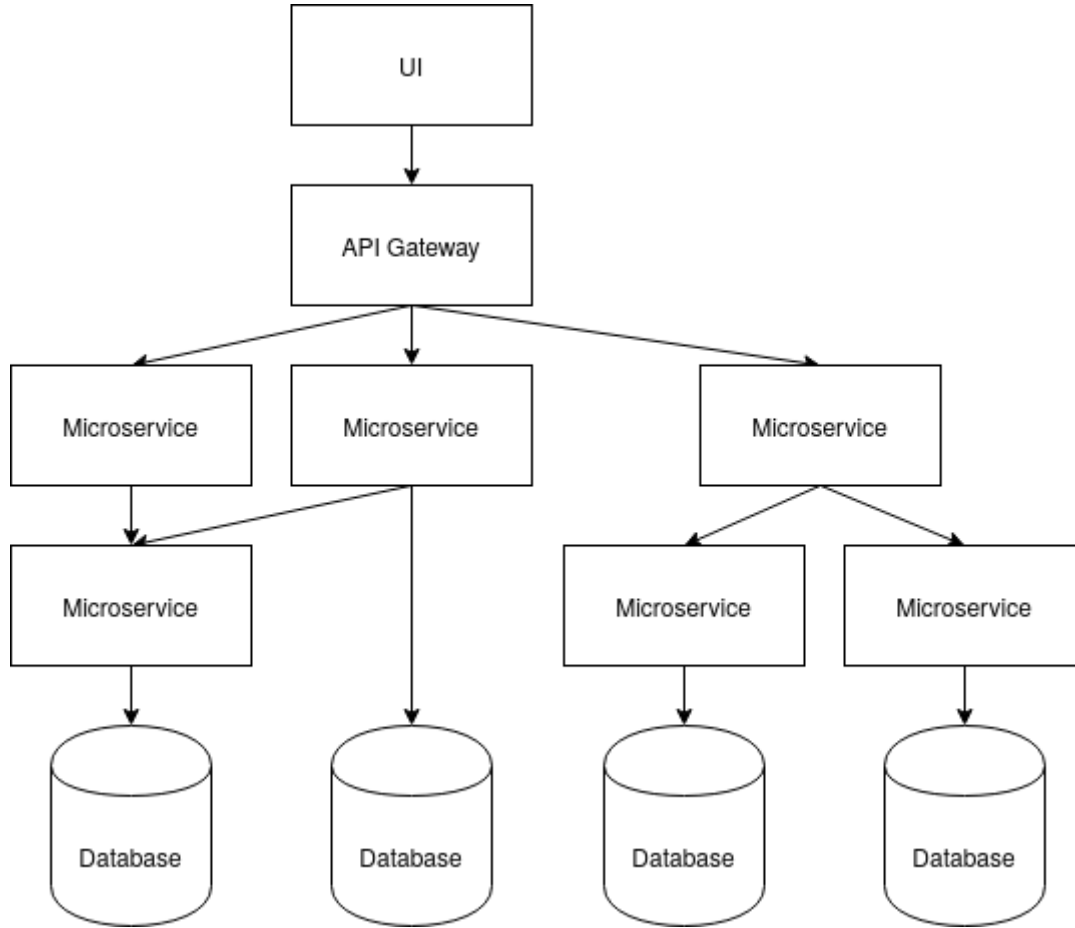 UI
API Gateway
Microservice
Microservice
Microservice
Microservice
Microservice
Microservice
Database
Database
Database
Database